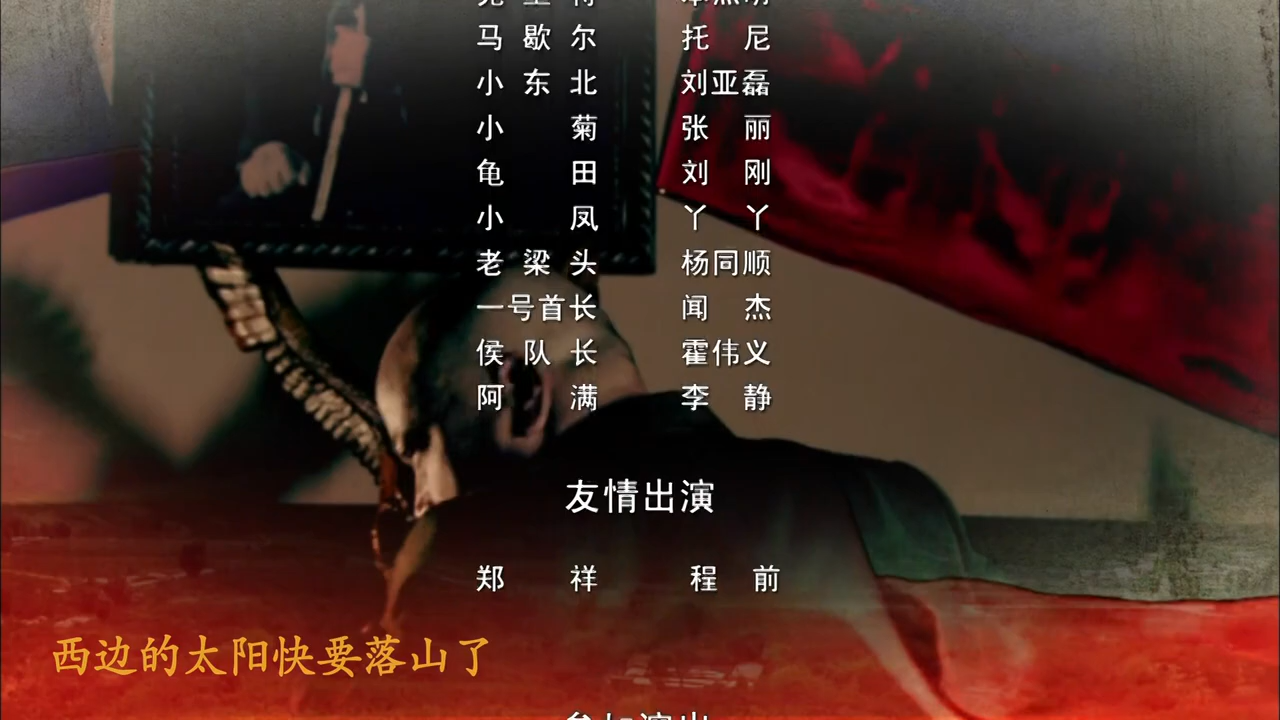 马歇尔 托尼
小东北 刘亚磊
小菊 张丽
龟田 刘刚
小凤 丫丫
老梁头 杨同顺
一号首长 闻杰
侯队长 霍伟义
阿满 李静
友情出演
郑祥 程前
西边的太阳快要落山了